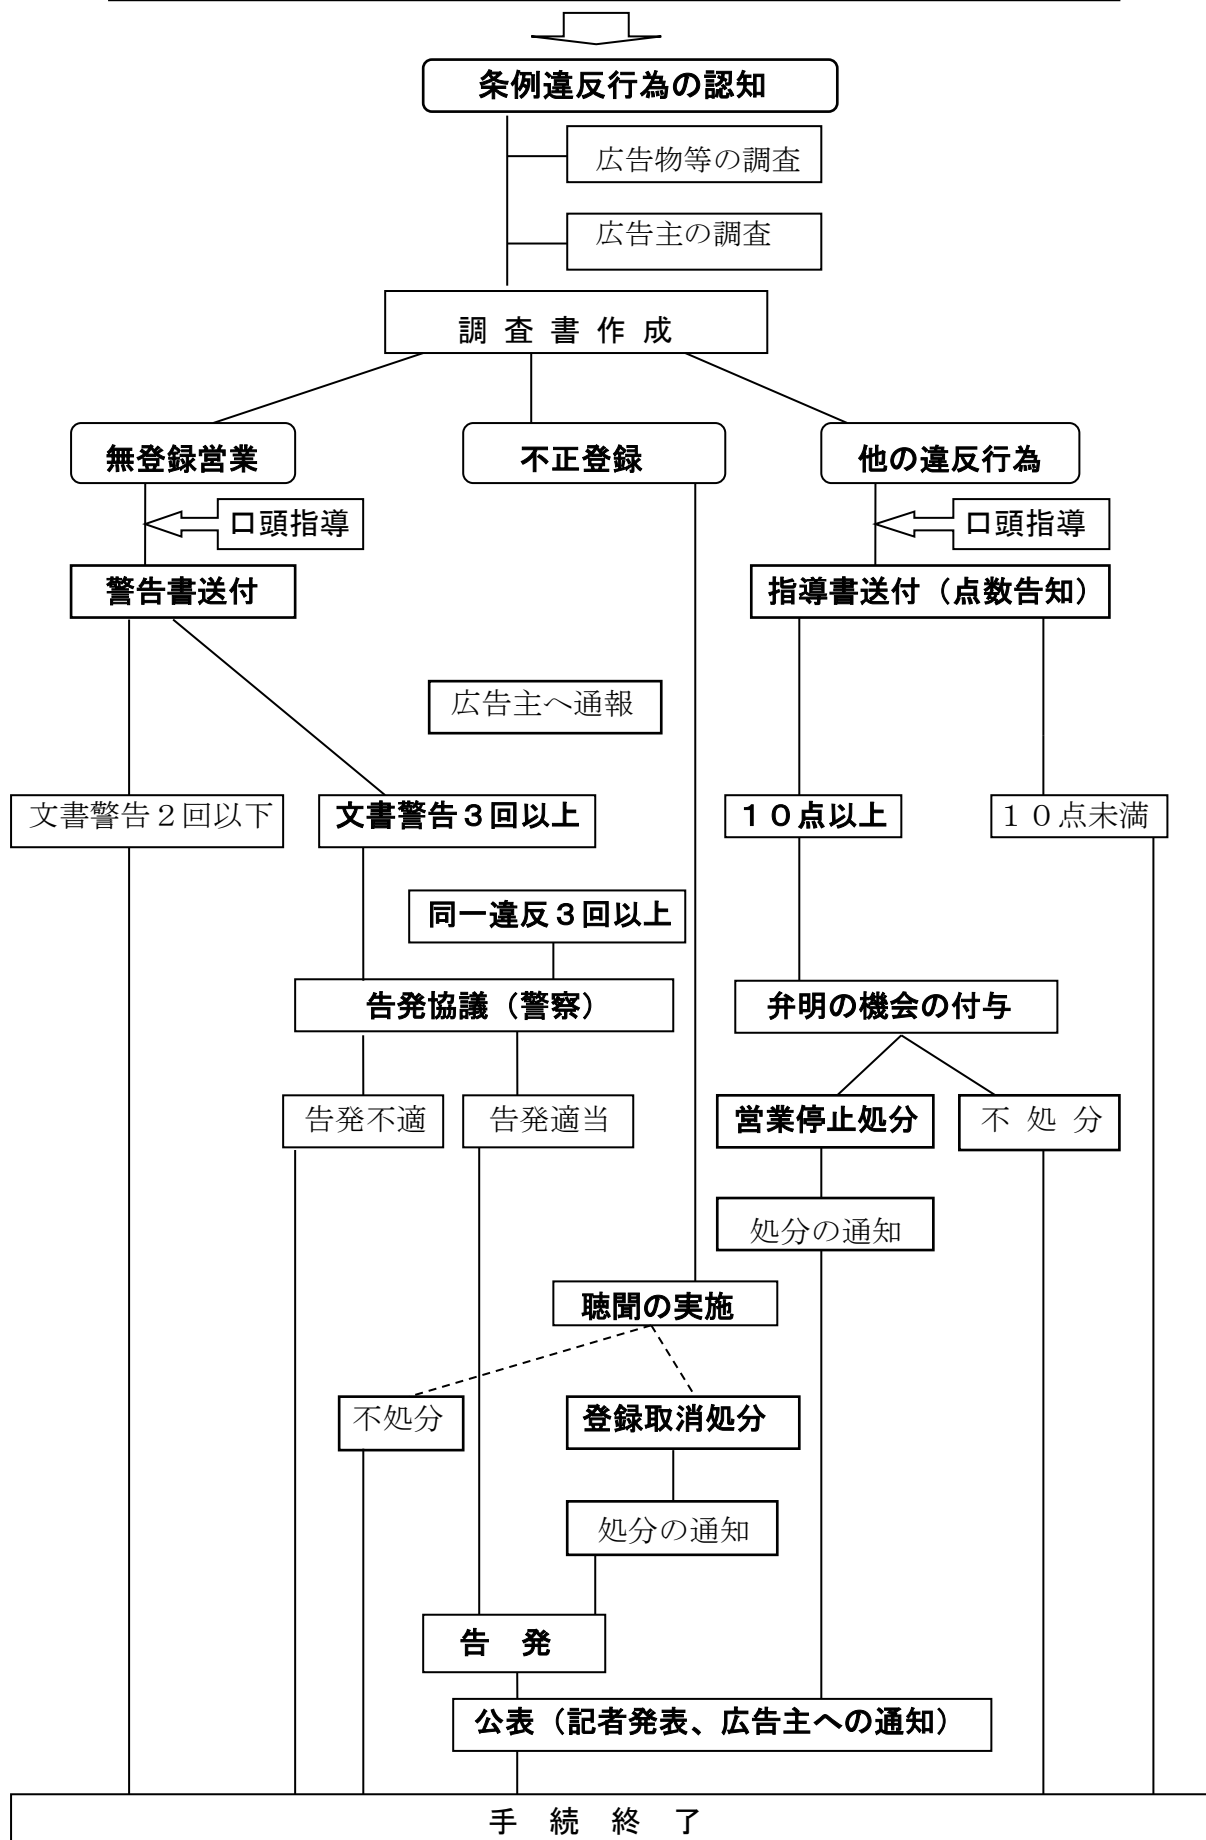 条例違反行為の認知
広告物等の調査
広告主の調査
調 査 書 作 成
無登録営業
不正登録
他の違反行為
口頭指導
口頭指導
警告書送付
指導書送付（点数告知）
広告主へ通報
文書警告２回以下
文書警告３回以上
１０点以上
１０点未満
同一違反３回以上
告発協議（警察）
弁明の機会の付与
告発不適
告発適当
営業停止処分
不 処 分
処分の通知
聴聞の実施
不処分
登録取消処分
処分の通知
告 発
公表（記者発表、広告主への通知）
手 続 終 了